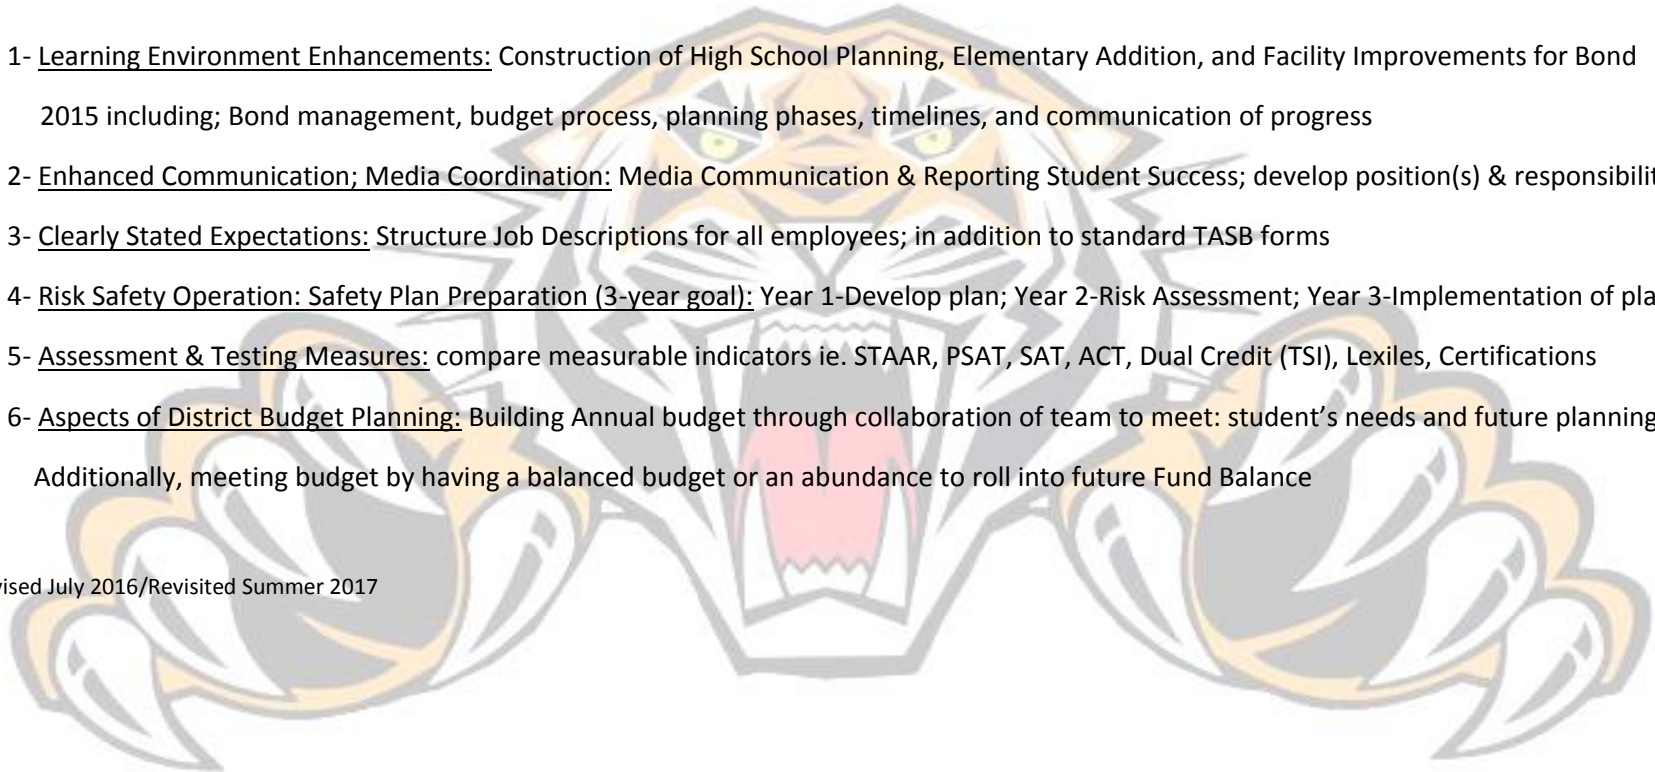 1- Learning Environment Enhancements: Construction of High School Planning, Elementary Addition, and Facility Improvements for Bond
2015 including; Bond management, budget process, planning phases, timelines, and communication of progress
2- Enhanced Communication; Media Coordination: Media Communication & Reporting Student Success; develop position(s) & responsibilit
3- Clearly Stated Expectations: Structure Job Descriptions for all employees; in addition to standard TASB forms
4- Risk Safety Operation: Safety Plan Preparation (3-year goal): Year 1-Develop plan; Year 2-Risk Assessment; Year 3-Implementation of pla
5- Assessment & Testing Measures: compare measurable indicators ie. STAAR, PSAT, SAT, ACT, Dual Credit (TSI), Lexiles, Certifications
6- Aspects of District Budget Planning: Building Annual budget through collaboration of team to meet: student’s needs and future planning
Additionally, meeting budget by having a balanced budget or an abundance to roll into future Fund Balance
vised July 2016/Revisited Summer 2017